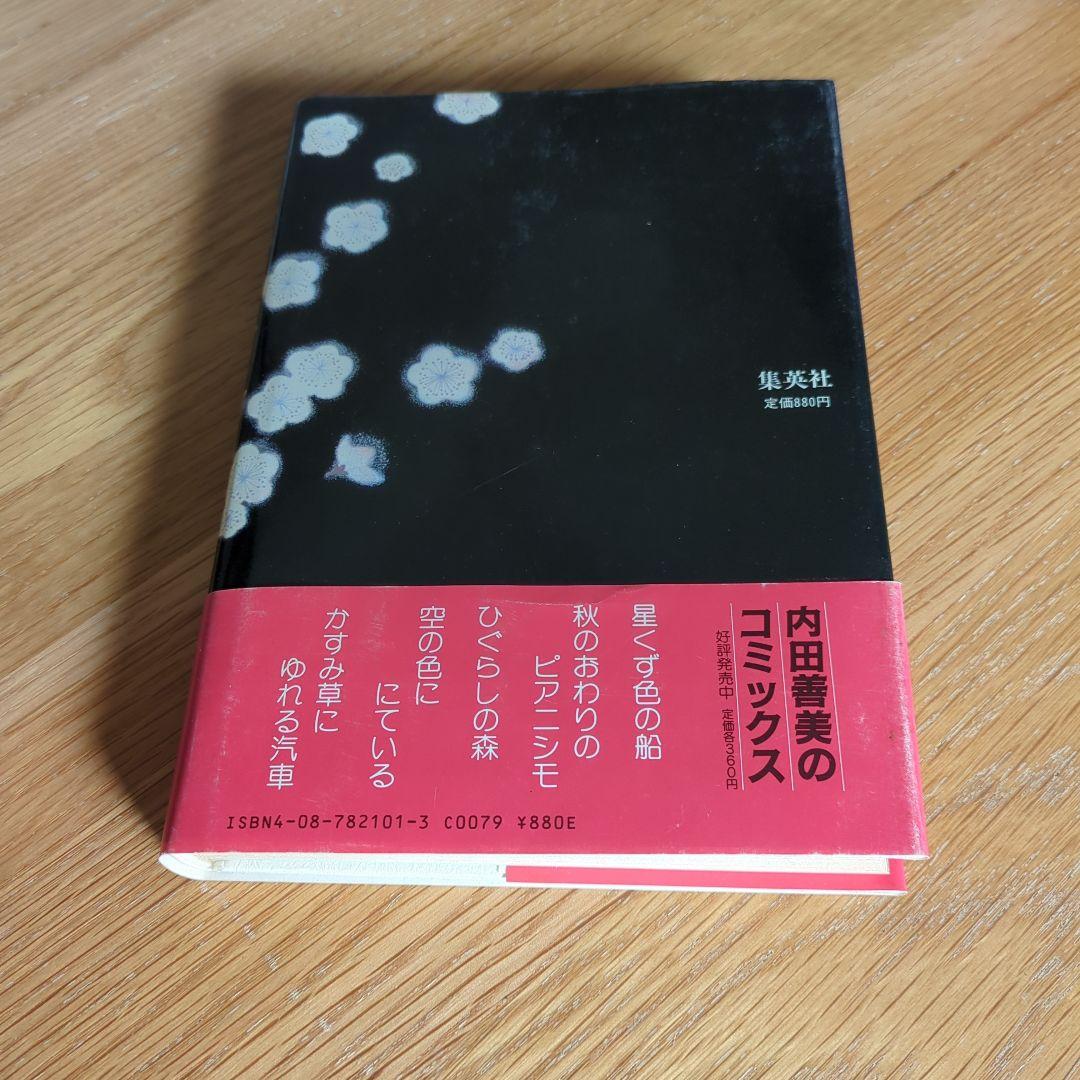 集英社
定価880円
内田善美の
コミックス
好評発売中 定価各360円
星くず色の船
秋のおわりの
ピアニシモ
ひぐらしの森
空の色に
にている
かすみ草に
ゆれる汽車
ISBN4-08-782101-3 C0079 ¥880E